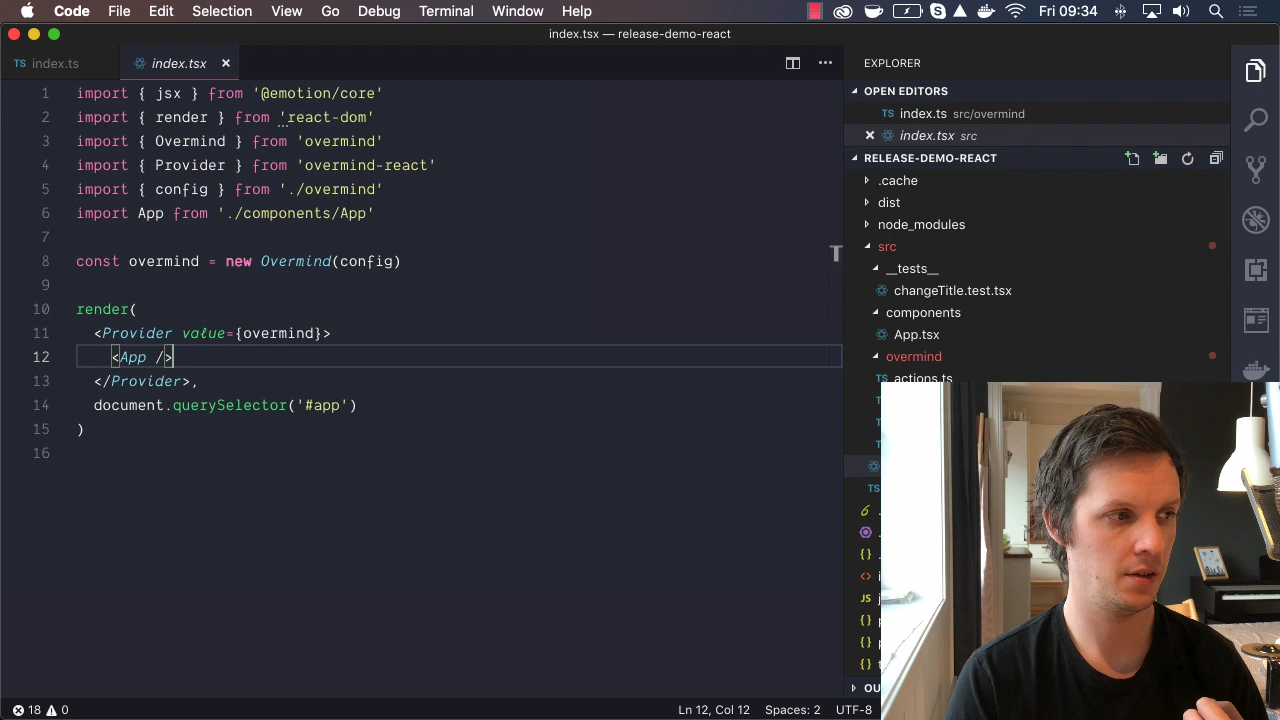 Code File Edit Selection View Go Debug Terminal Window Help Fri 09:34
index.tsx — release-demo-react
TS index.ts
index.tsx
1 import { jsx } from '@emotion/core'
2 import { render } from 'react-dom'
3 import { Overmind } from 'overmind'
4 import { Provider } from 'overmind-react'
5 import { config } from './overmind'
6 import App from './components/App'
7
8 const overmind = new Overmind(config)
9
10 render(
11 <Provider value={overmind}>
12 <App />
13 </Provider>,
14 document.querySelector('#app')
15 )
16
EXPLORER
OPEN EDITORS
TS index.ts src/overmind
index.tsx src
RELEASE-DEMO-REACT
.cache
dist
node_modules
src
__tests__
changeTitle.test.tsx
components
App.tsx
overmind
TS actions.ts
TS
JS
OU
18 0
Ln 12, Col 12 Spaces: 2 UTF-8